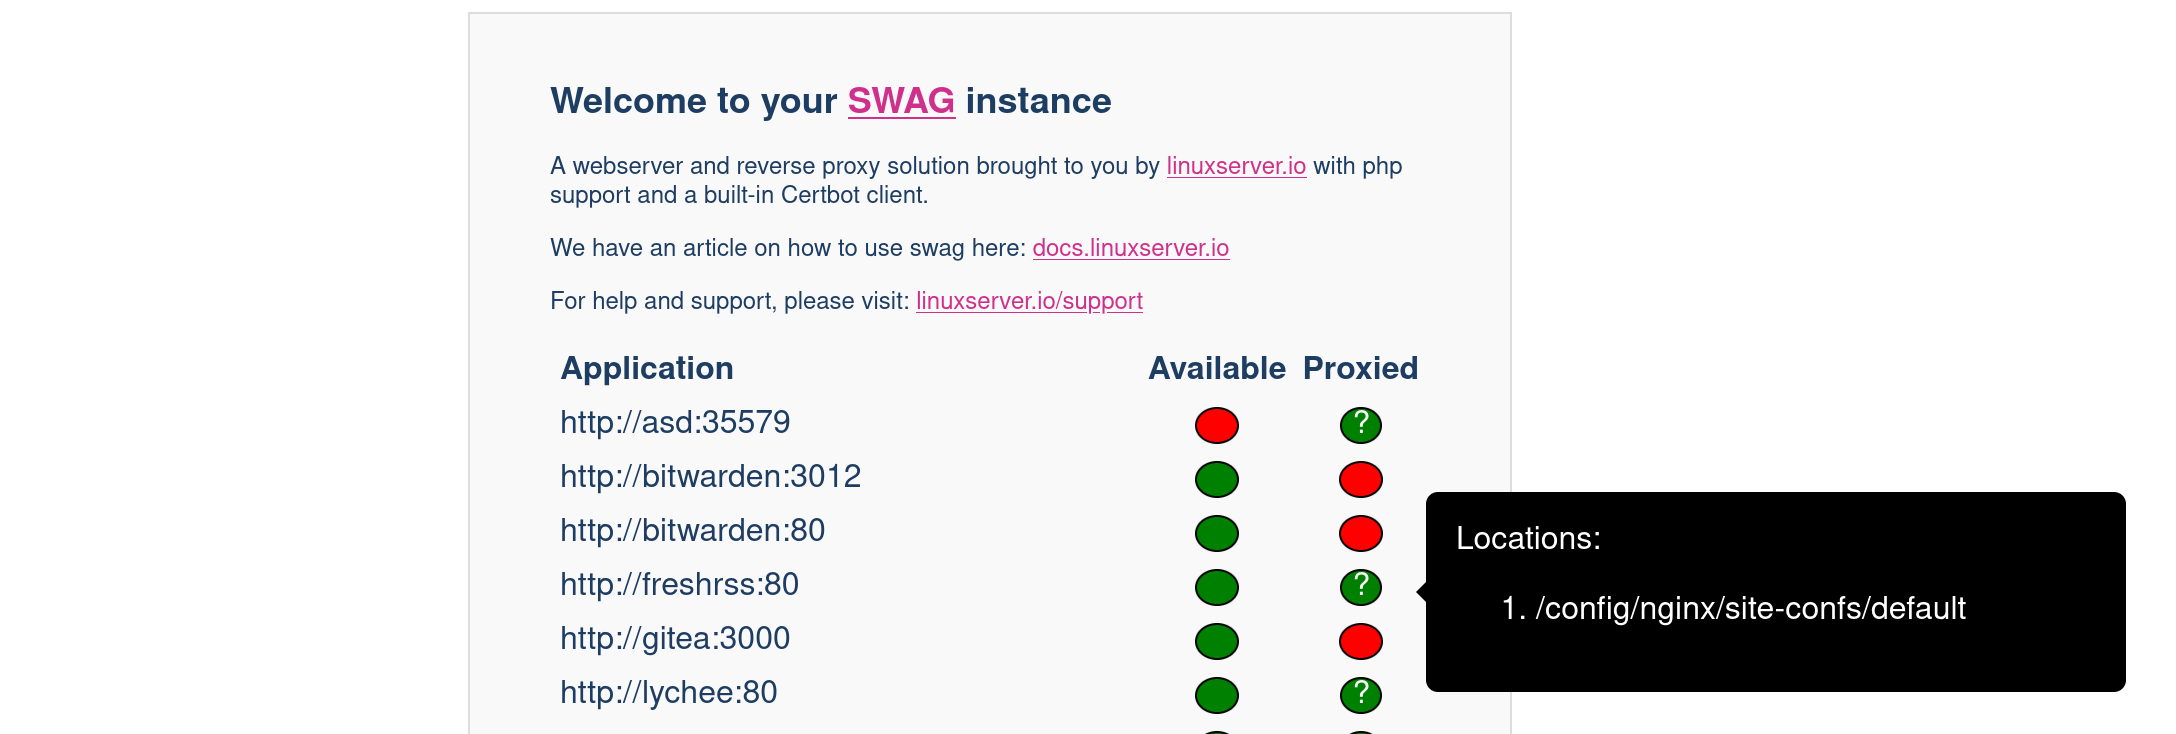 Welcome to your SWAG instance
A webserver and reverse proxy solution brought to you by linuxserver.io with php
support and a built-in Certbot client.
We have an article on how to use swag here: docs.linuxserver.io
For help and support, please visit: linuxserver.io/support
Application Available Proxied
http://asd:35579 ?
http://bitwarden:3012
http://bitwarden:80
http://freshrss:80 ?
http://gitea:3000
http://lychee:80 ?
Locations:
1. /config/nginx/site-confs/default